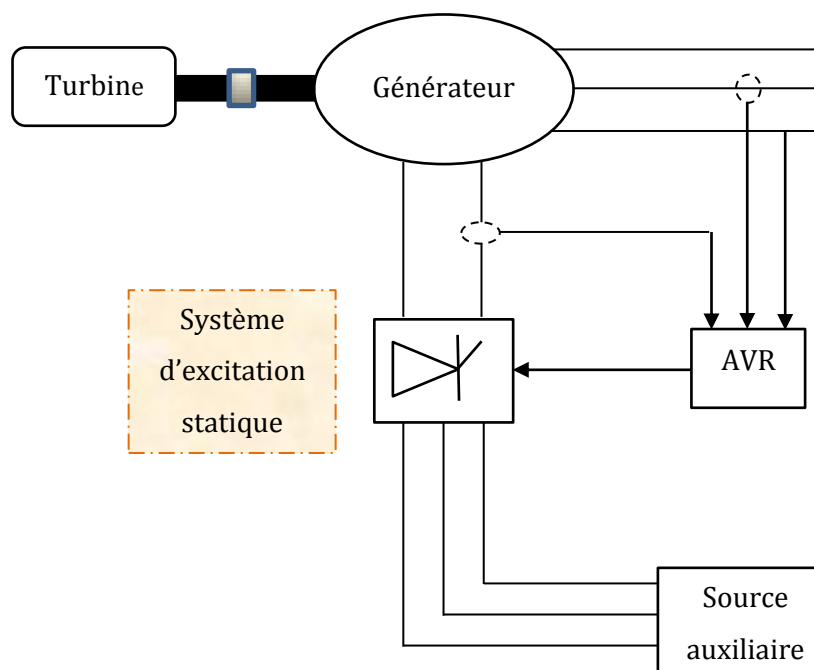 Turbine
Générateur
Système
d’excitation
statique
AVR
Source
auxiliaire